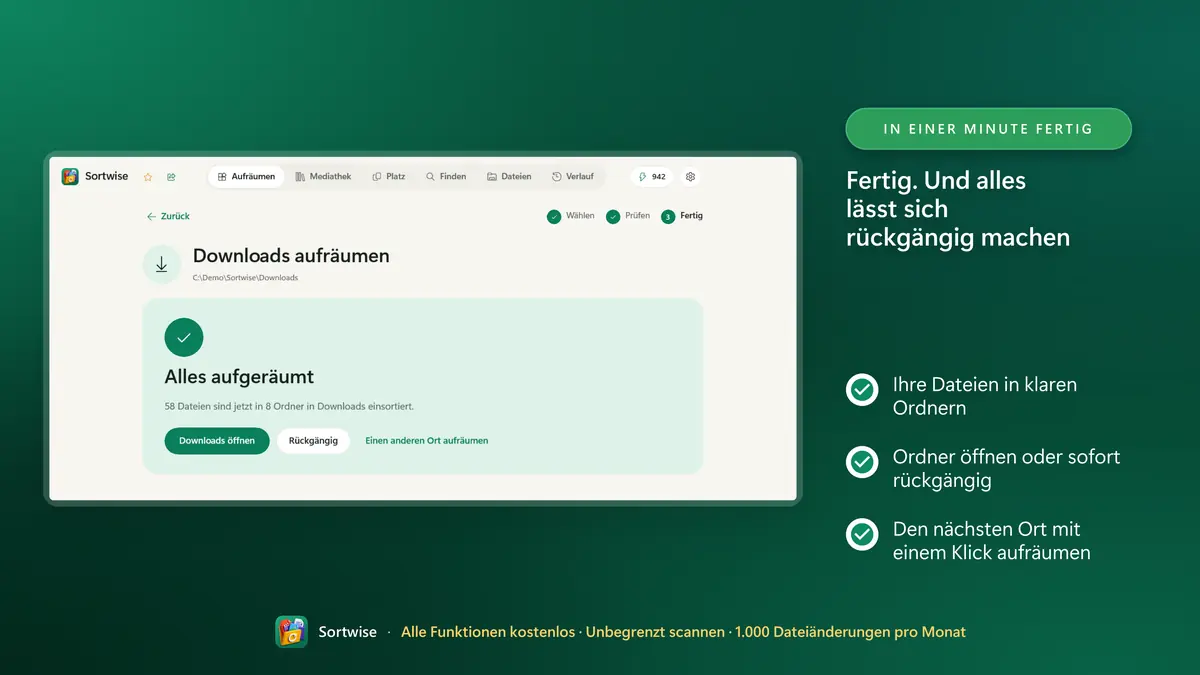 Sortwise
Aufräumen
Mediathek
Platz
Finden
Dateien
Verlauf
942
Zurück
Wählen
Prüfen
3 Fertig
Downloads aufräumen
C:\Demo\Sortwise\Downloads
Alles aufgeräumt
58 Dateien sind jetzt in 8 Ordner in Downloads einsortiert.
Downloads öffnen
Rückgängig
Einen anderen Ort aufräumen
IN EINER MINUTE FERTIG
Fertig. Und alles
lässt sich
rückgängig machen
Ihre Dateien in klaren
Ordnern
Ordner öffnen oder sofort
rückgängig
Den nächsten Ort mit
einem Klick aufräumen
Sortwise · Alle Funktionen kostenlos · Unbegrenzt scannen · 1.000 Dateiänderungen pro Monat